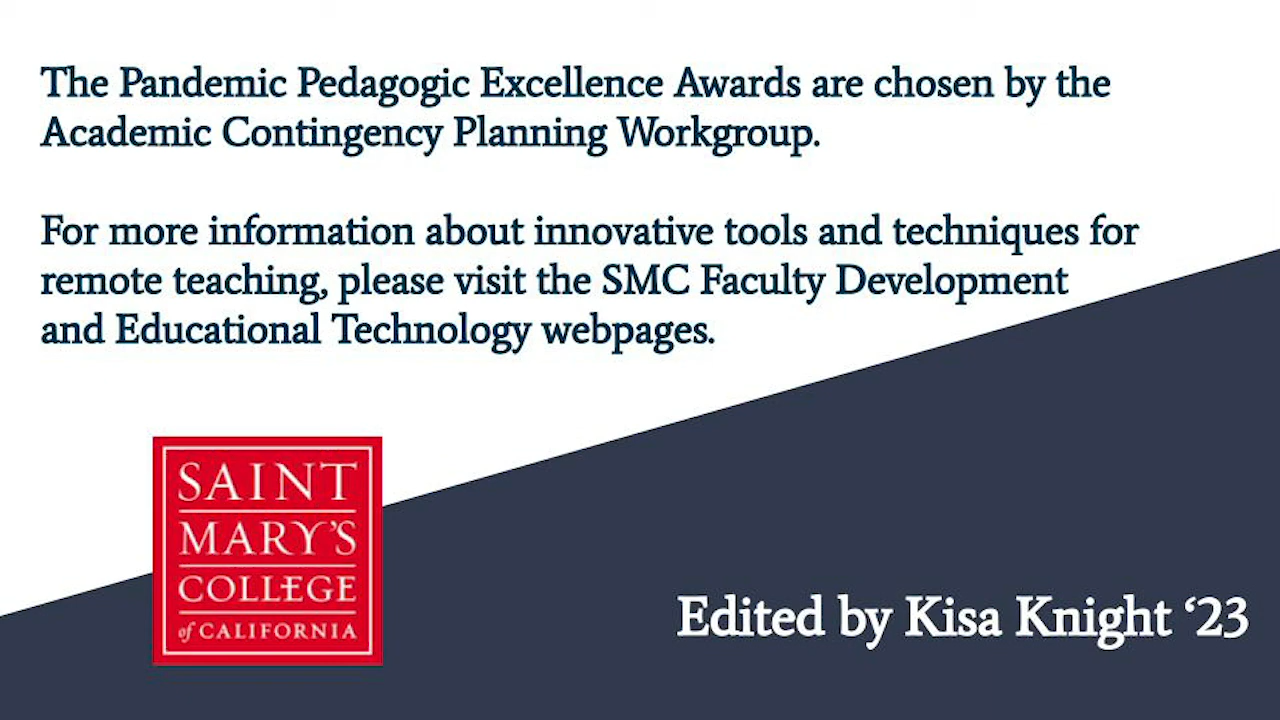 The Pandemic Pedagogic Excellence Awards are chosen by the
Academic Contingency Planning Workgroup.
For more information about innovative tools and techniques for
remote teaching, please visit the SMC Faculty Development
and Educational Technology webpages.
SAINT
MARY'S
COLLEGE
of CALIFORNIA
Edited by Kisa Knight ‘23